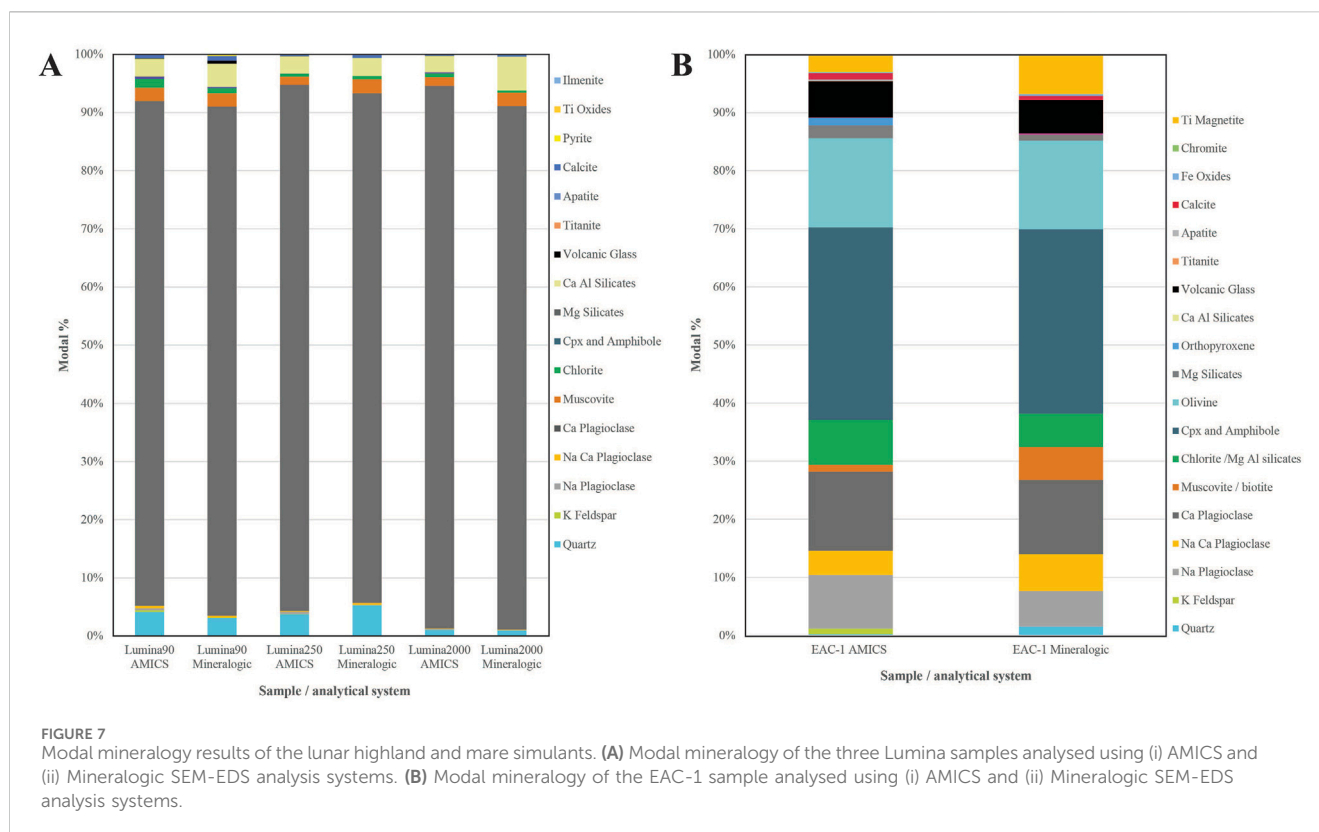 A
100%
90%
80%
70%
60%
50%
40%
30%
20%
10%
0%
Modal %
Lumina90 AMICS
Lumina90 Mineralogic
Lumina250 AMICS
Lumina250 Mineralogic
Lumina2000 AMICS
Lumina2000 Mineralogic
Sample / analytical system
Ilmenite
Ti Oxides
Pyrite
Calcite
Apatite
Titanite
Volcanic Glass
Ca Al Silicates
Mg Silicates
Cpx and Amphibole
Chlorite
Muscovite
Ca Plagioclase
Na Ca Plagioclase
Na Plagioclase
K Feldspar
Quartz
B
100%
90%
80%
70%
60%
50%
40%
30%
20%
10%
0%
Modal %
EAC-1 AMICS
EAC-1 Mineralogic
Sample / analytical system
Ti Magnetite
Chromite
Fe Oxides
Calcite
Apatite
Titanite
Volcanic Glass
Ca Al Silicates
Orthopyroxene
Mg Silicates
Olivine
Cpx and Amphibole
Chlorite /Mg Al silicates
Muscovite / biotite
Ca Plagioclase
Na Ca Plagioclase
Na Plagioclase
K Feldspar
Quartz
FIGURE 7
Modal mineralogy results of the lunar highland and mare simulants. (A) Modal mineralogy of the three Lumina samples analysed using (i) AMICS and
(ii) Mineralogic SEM-EDS analysis systems. (B) Modal mineralogy of the EAC-1 sample analysed using (i) AMICS and (ii) Mineralogic SEM-EDS
analysis systems.